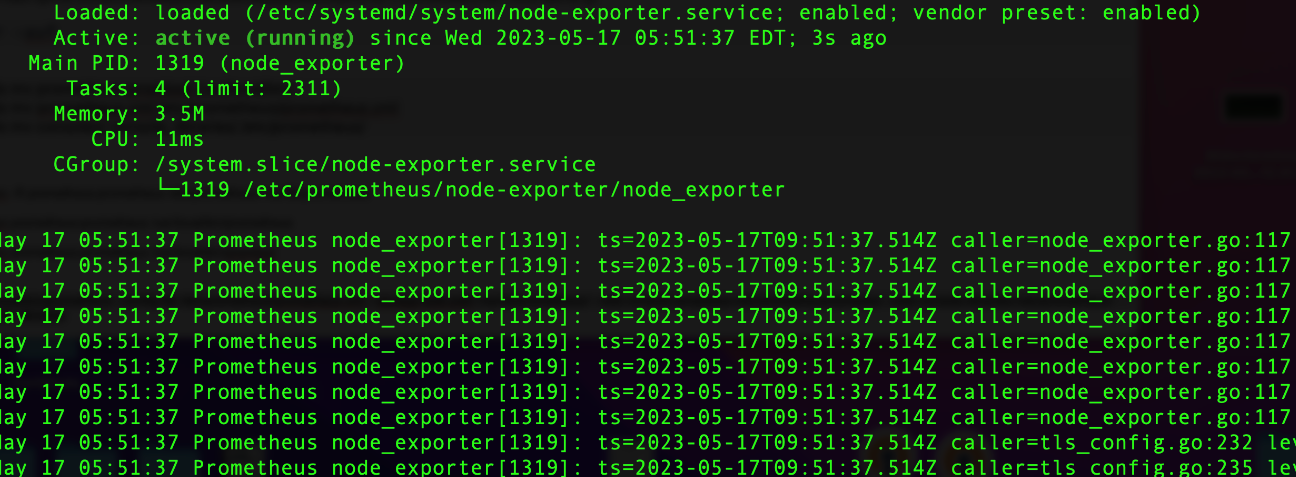 Loaded: loaded (/etc/systemd/system/node-exporter.service; enabled; vendor preset: enabled)
Active: active (running) since Wed 2023-05-17 05:51:37 EDT; 3s ago
Main PID: 1319 (node_exporter)
Tasks: 4 (limit: 2311)
Memory: 3.5M
CPU: 11ms
CGroup: /system.slice/node-exporter.service
└─1319 /etc/prometheus/node-exporter/node_exporter
May 17 05:51:37 Prometheus node_exporter[1319]: ts=2023-05-17T09:51:37.514Z caller=node_exporter.go:117
May 17 05:51:37 Prometheus node_exporter[1319]: ts=2023-05-17T09:51:37.514Z caller=node_exporter.go:117
May 17 05:51:37 Prometheus node_exporter[1319]: ts=2023-05-17T09:51:37.514Z caller=node_exporter.go:117
May 17 05:51:37 Prometheus node_exporter[1319]: ts=2023-05-17T09:51:37.514Z caller=node_exporter.go:117
May 17 05:51:37 Prometheus node_exporter[1319]: ts=2023-05-17T09:51:37.514Z caller=node_exporter.go:117
May 17 05:51:37 Prometheus node_exporter[1319]: ts=2023-05-17T09:51:37.514Z caller=node_exporter.go:117
May 17 05:51:37 Prometheus node_exporter[1319]: ts=2023-05-17T09:51:37.514Z caller=node_exporter.go:117
May 17 05:51:37 Prometheus node_exporter[1319]: ts=2023-05-17T09:51:37.514Z caller=node_exporter.go:117
May 17 05:51:37 Prometheus node_exporter[1319]: ts=2023-05-17T09:51:37.514Z caller=tls_config.go:232 lev
May 17 05:51:37 Prometheus node_exporter[1319]: ts=2023-05-17T09:51:37.514Z caller=tls_config.go:235 lev